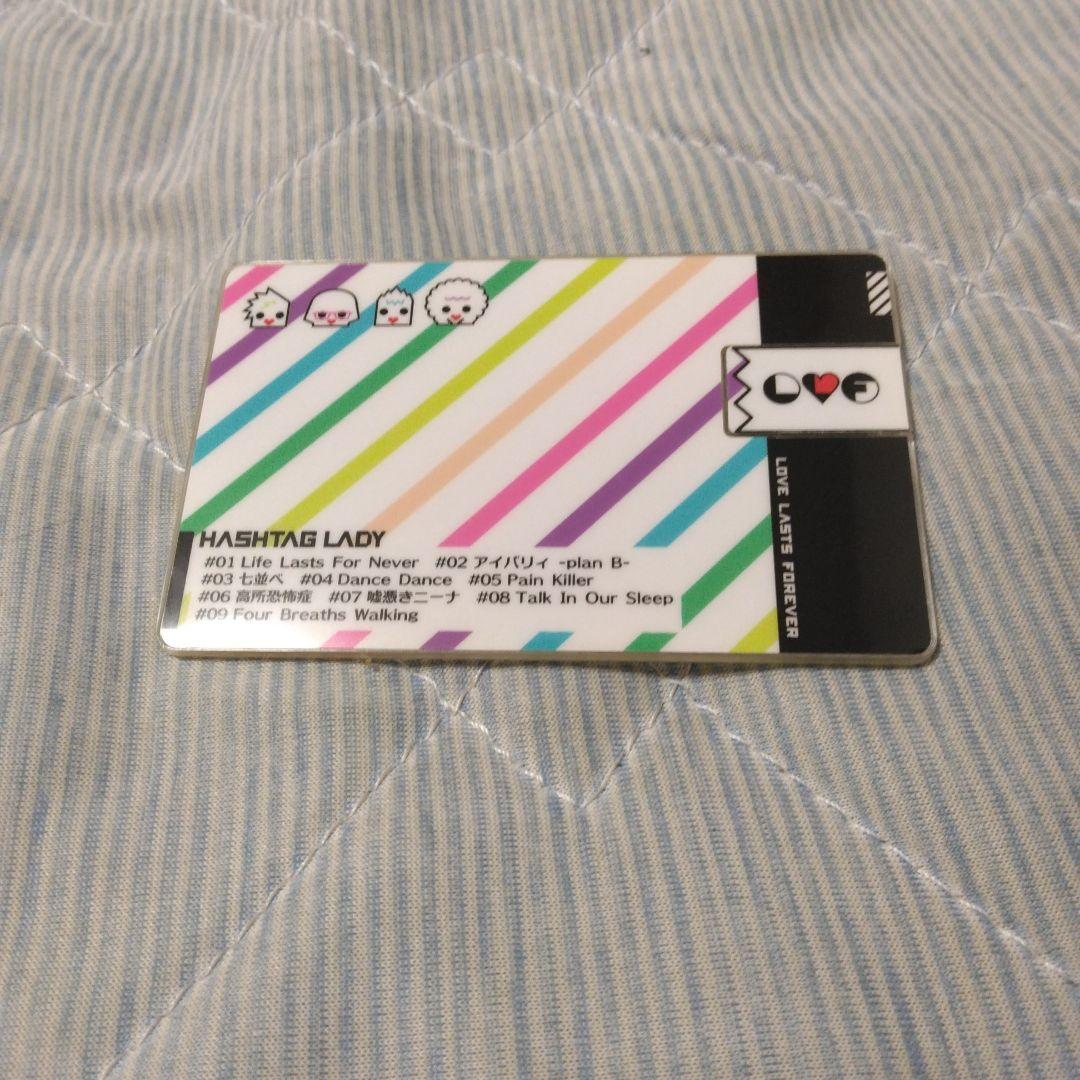 LLF
LOVE LASTS FOREVER
HASHTAG LADY
#01 Life Lasts For Never #02 アイバリィ -plan B-
#03 七並べ #04 Dance Dance #05 Pain Killer
#06 高所恐怖症 #07 嘘憑きニーナ #08 Talk In Our Sleep
#09 Four Breaths Walking